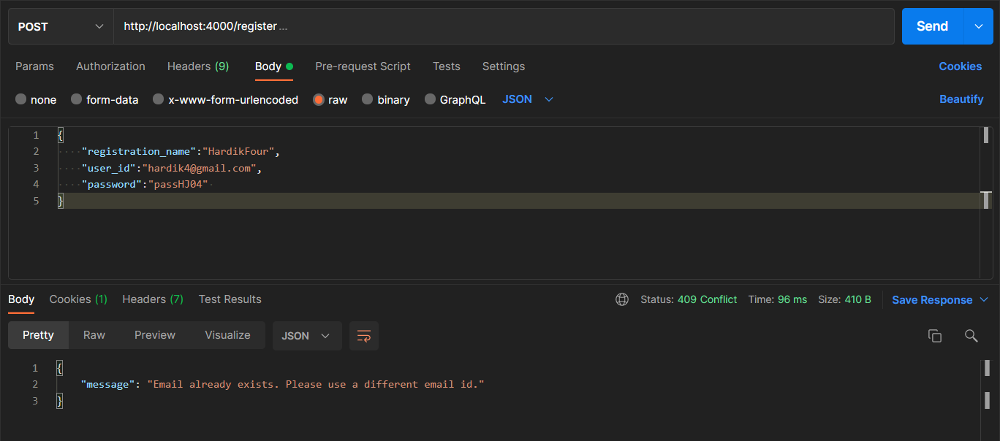 POST http://localhost:4000/register ... Send
Params Authorization Headers (9) Body Pre-request Script Tests Settings Cookies
none form-data x-www-form-urlencoded raw binary GraphQL JSON Beautify
1 {
2 ····"registration_name":"HardikFour",
3 ····"user_id":"hardik4@gmail.com",
4 ····"password":"passHJ04"·
5 }
Body Cookies (1) Headers (7) Test Results Status: 409 Conflict Time: 96 ms Size: 410 B Save Response
Pretty Raw Preview Visualize JSON
1 {
2 "message": "Email already exists. Please use a different email id."
3 }